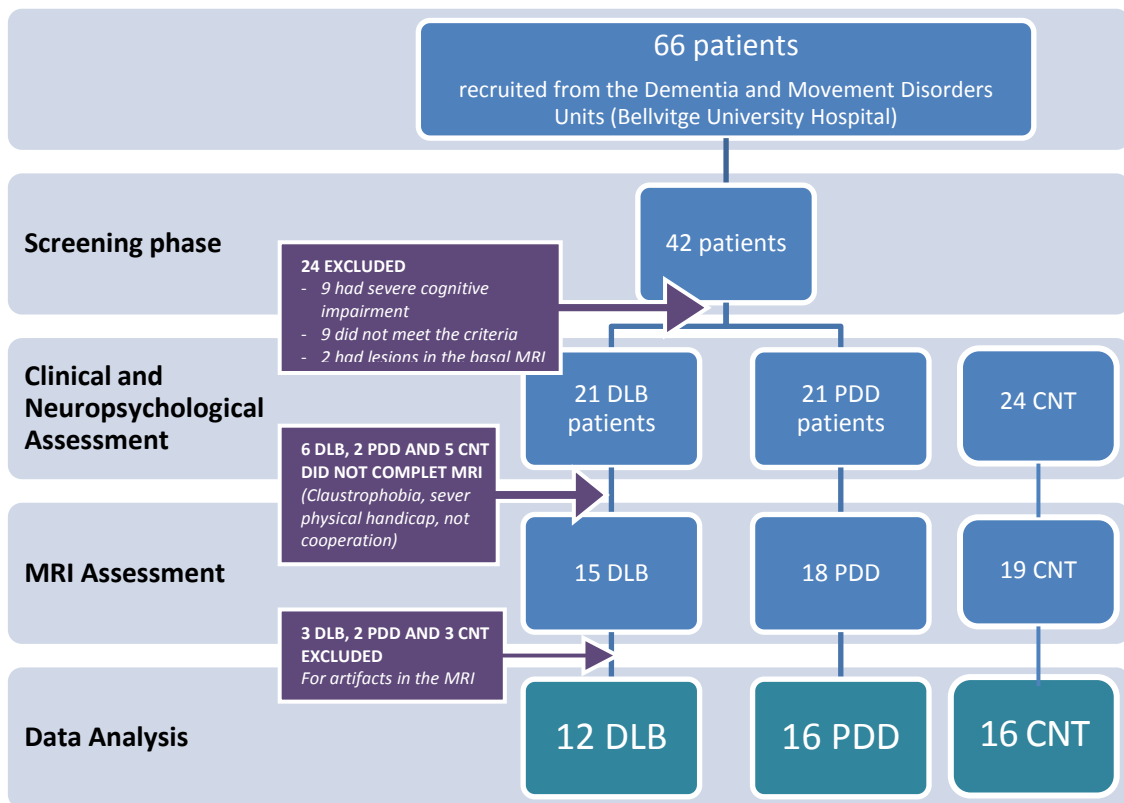 66 patients
recruited from the Dementia and Movement Disorders
Units (Bellvitge University Hospital)
Screening phase
42 patients
24 EXCLUDED
- 9 had severe cognitive
impairment
- 9 did not meet the criteria
- 2 had lesions in the basal MRI
Clinical and
Neuropsychological
Assessment
21 DLB
patients
21 PDD
patients
24 CNT
6 DLB, 2 PDD AND 5 CNT
DID NOT COMPLET MRI
(Claustrophobia, sever
physical handicap, not
cooperation)
MRI Assessment
15 DLB
18 PDD
19 CNT
3 DLB, 2 PDD AND 3 CNT
EXCLUDED
For artifacts in the MRI
Data Analysis
12 DLB
16 PDD
16 CNT